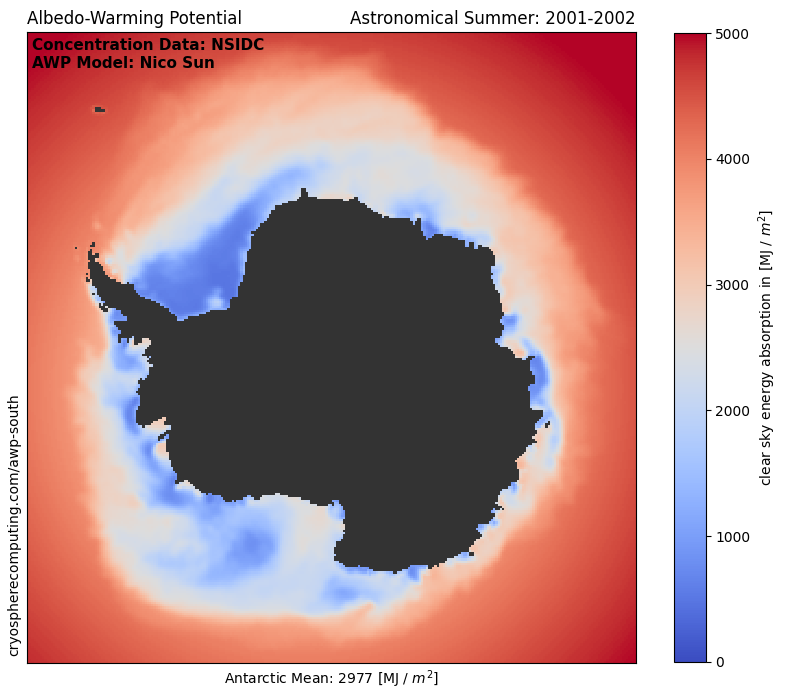 Albedo-Warming Potential
Astronomical Summer: 2001-2002
Concentration Data: NSIDC
AWP Model: Nico Sun
5000
4000
3000
2000
1000
0
clear sky energy absorption in [MJ / m²]
cryospherecomputing.com/awp-south
Antarctic Mean: 2977 [MJ / m²]